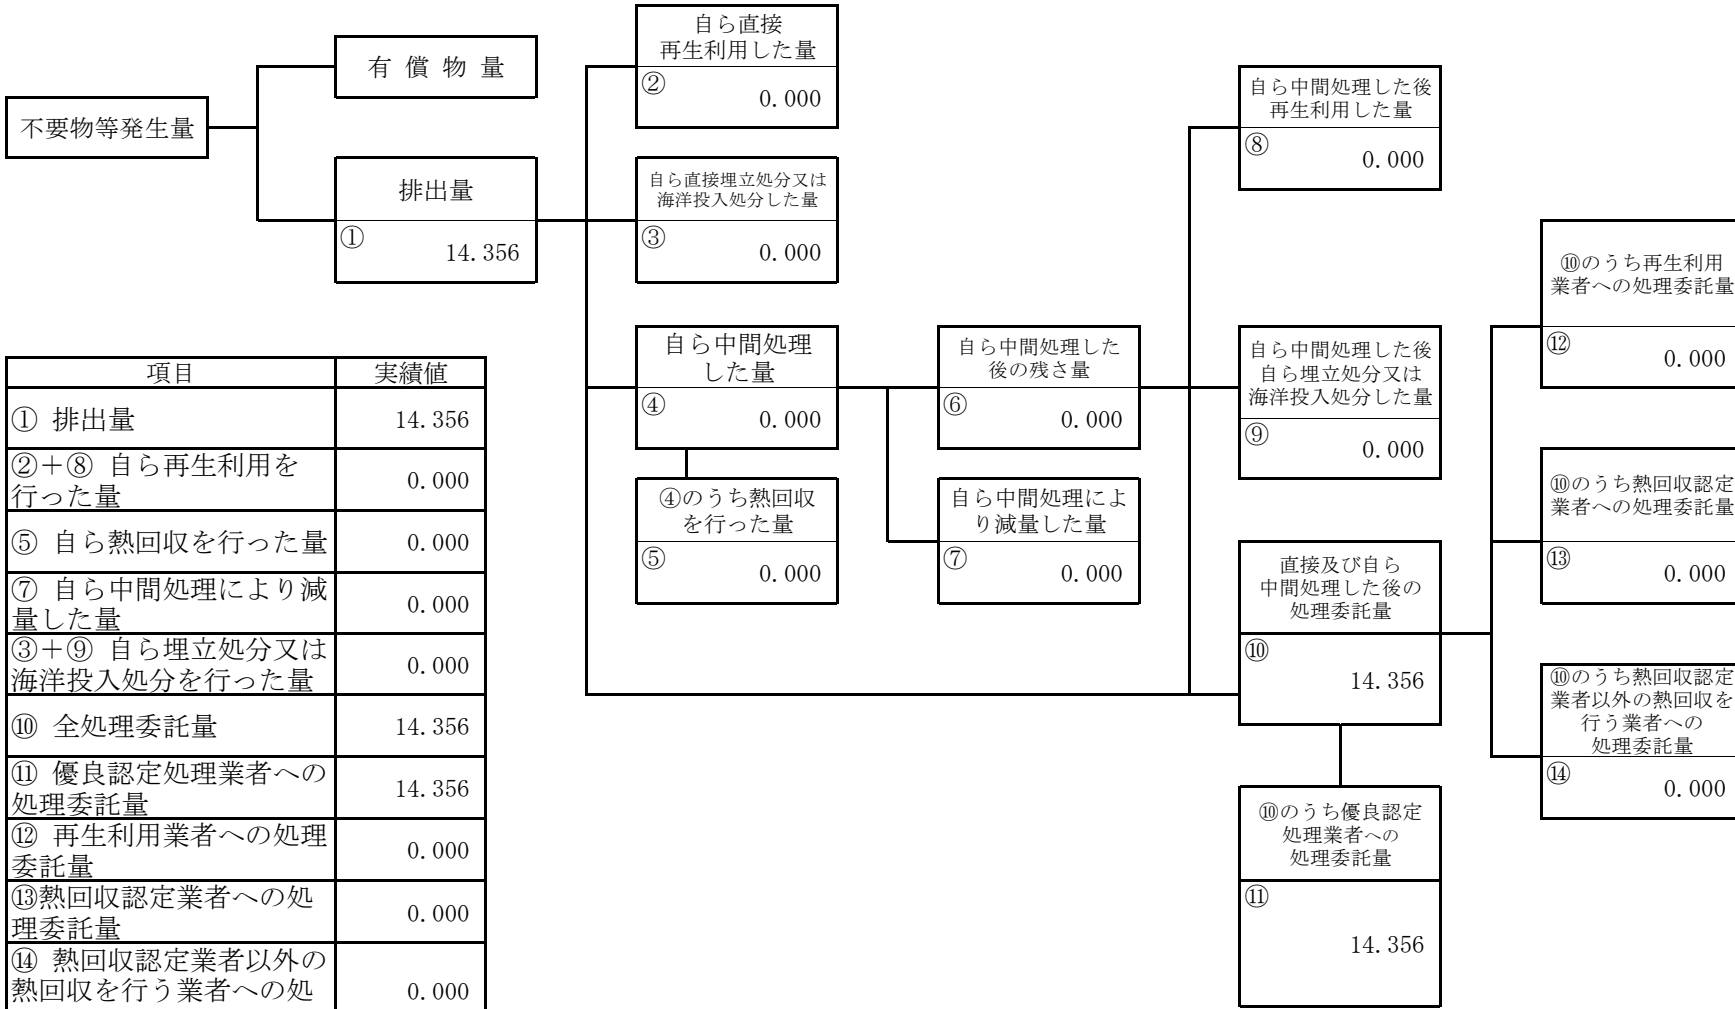 不要物等発生量
有 償 物 量
排出量
①
14.356
自ら直接
再生利用した量
②
0.000
自ら直接埋立処分又は
海洋投入処分した量
③
0.000
自ら中間処理
した量
④
0.000
④のうち熱回収
を行った量
⑤
0.000
自ら中間処理した
後の残さ量
⑥
0.000
自ら中間処理によ
り減量した量
⑦
0.000
自ら中間処理した後
再生利用した量
⑧
0.000
自ら中間処理した後
自ら埋立処分又は
海洋投入処分した量
⑨
0.000
直接及び自ら
中間処理した後の
処理委託量
⑩
14.356
⑩のうち優良認定
処理業者への
処理委託量
⑪
14.356
⑩のうち再生利用
業者への処理委託量
⑫
0.000
⑩のうち熱回収認定
業者への処理委託量
⑬
0.000
⑩のうち熱回収認定
業者以外の熱回収を
行う業者への
処理委託量
⑭
0.000
項目 実績値
① 排出量 14.356
②+⑧ 自ら再生利用を
行った量 0.000
⑤ 自ら熱回収を行った量 0.000
⑦ 自ら中間処理により減
量した量 0.000
③+⑨ 自ら埋立処分又は
海洋投入処分を行った量 0.000
⑩ 全処理委託量 14.356
⑪ 優良認定処理業者への
処理委託量 14.356
⑫ 再生利用業者への処理
委託量 0.000
⑬熱回収認定業者への処
理委託量 0.000
⑭ 熱回収認定業者以外の
熱回収を行う業者への処 0.000